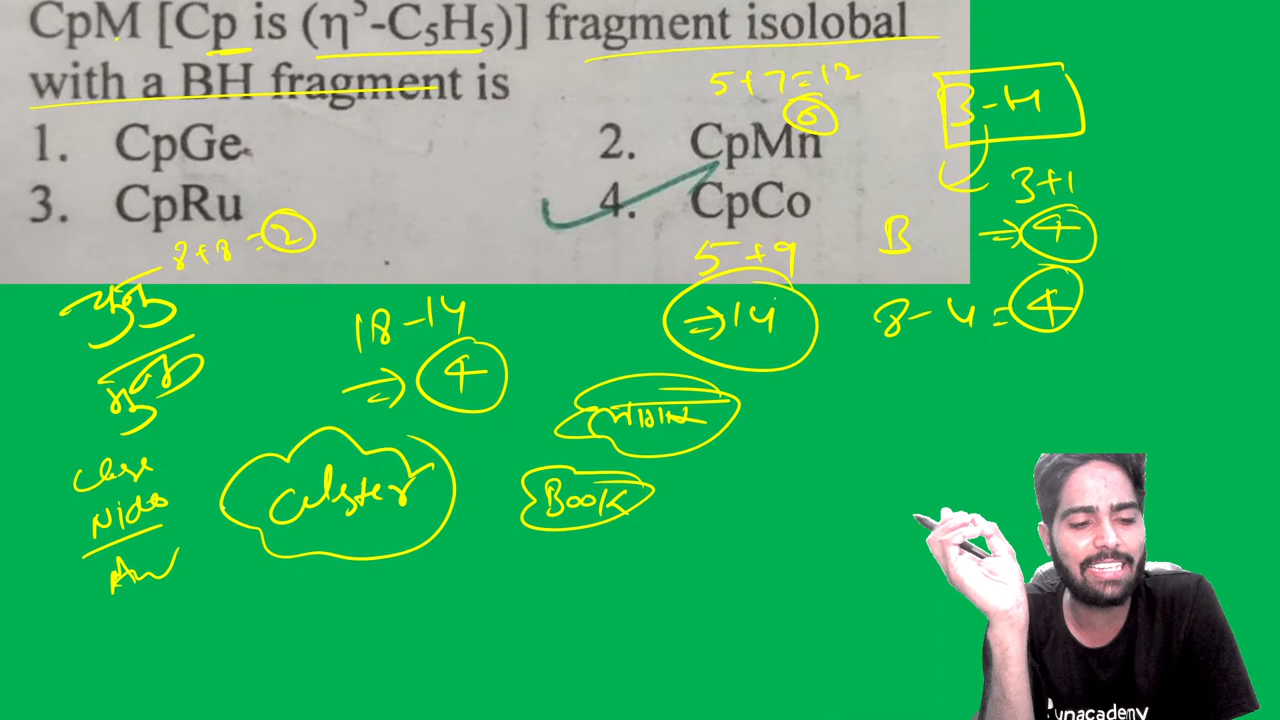 CpM [Cp is (η⁵-C₅H₅)] fragment isolobal
with a BH fragment is
5+7=12
6
B-H
1. CpGe
2. CpMn
3. CpRu
4. CpCo
3+1
⇒ 4
8+8=2
5+9
⇒ 14
B
8-4=4
18-14
⇒ 4
Nido
Cluster
BOOK
unacademy